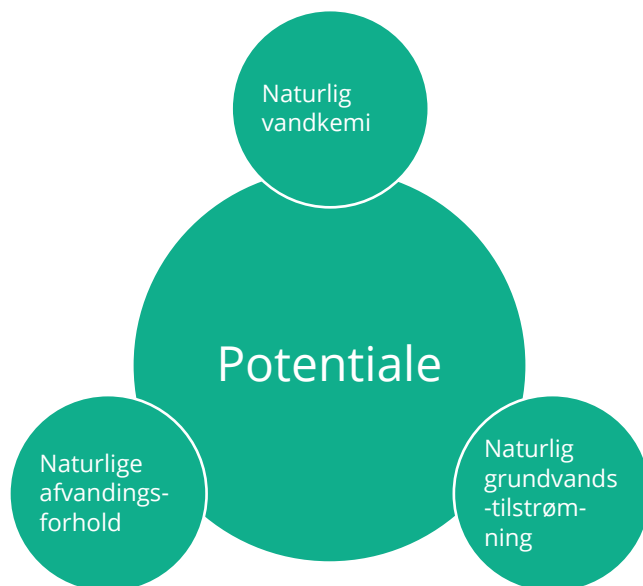 Naturlig
vandkemi
Potentiale
Naturlige
afvandings-
forhold
Naturlig
grundvands
-tilstrøm-
ning